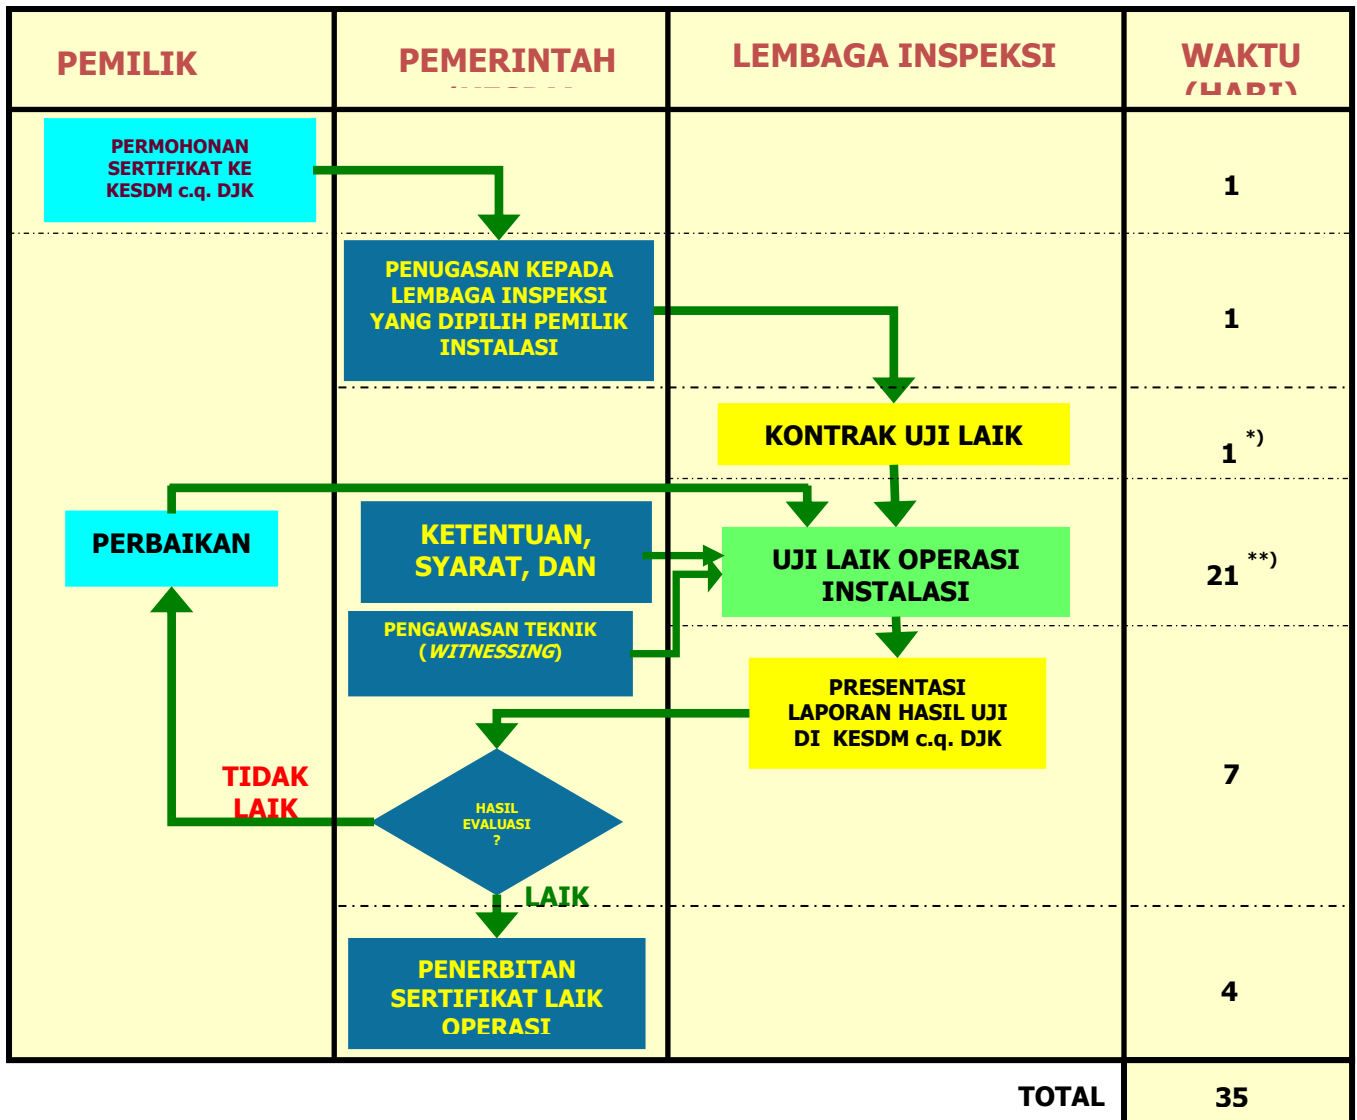 PEMILIK
PEMERINTAH
LEMBAGA INSPEKSI
WAKTU
(HARI)
PERMOHONAN
SERTIFIKAT KE
KESDM c.q. DJK
1
PENUGASAN KEPADA
LEMBAGA INSPEKSI
YANG DIPILIH PEMILIK
INSTALASI
1
KONTRAK UJI LAIK
1 *)
PERBAIKAN
KETENTUAN,
SYARAT, DAN
UJI LAIK OPERASI
INSTALASI
21 **)
PENGAWASAN TEKNIK
(WITNESSING)
PRESENTASI
LAPORAN HASIL UJI
DI KESDM c.q. DJK
7
TIDAK
LAIK
HASIL
EVALUASI
?
LAIK
PENERBITAN
SERTIFIKAT LAIK
OPERASI
4
TOTAL
35